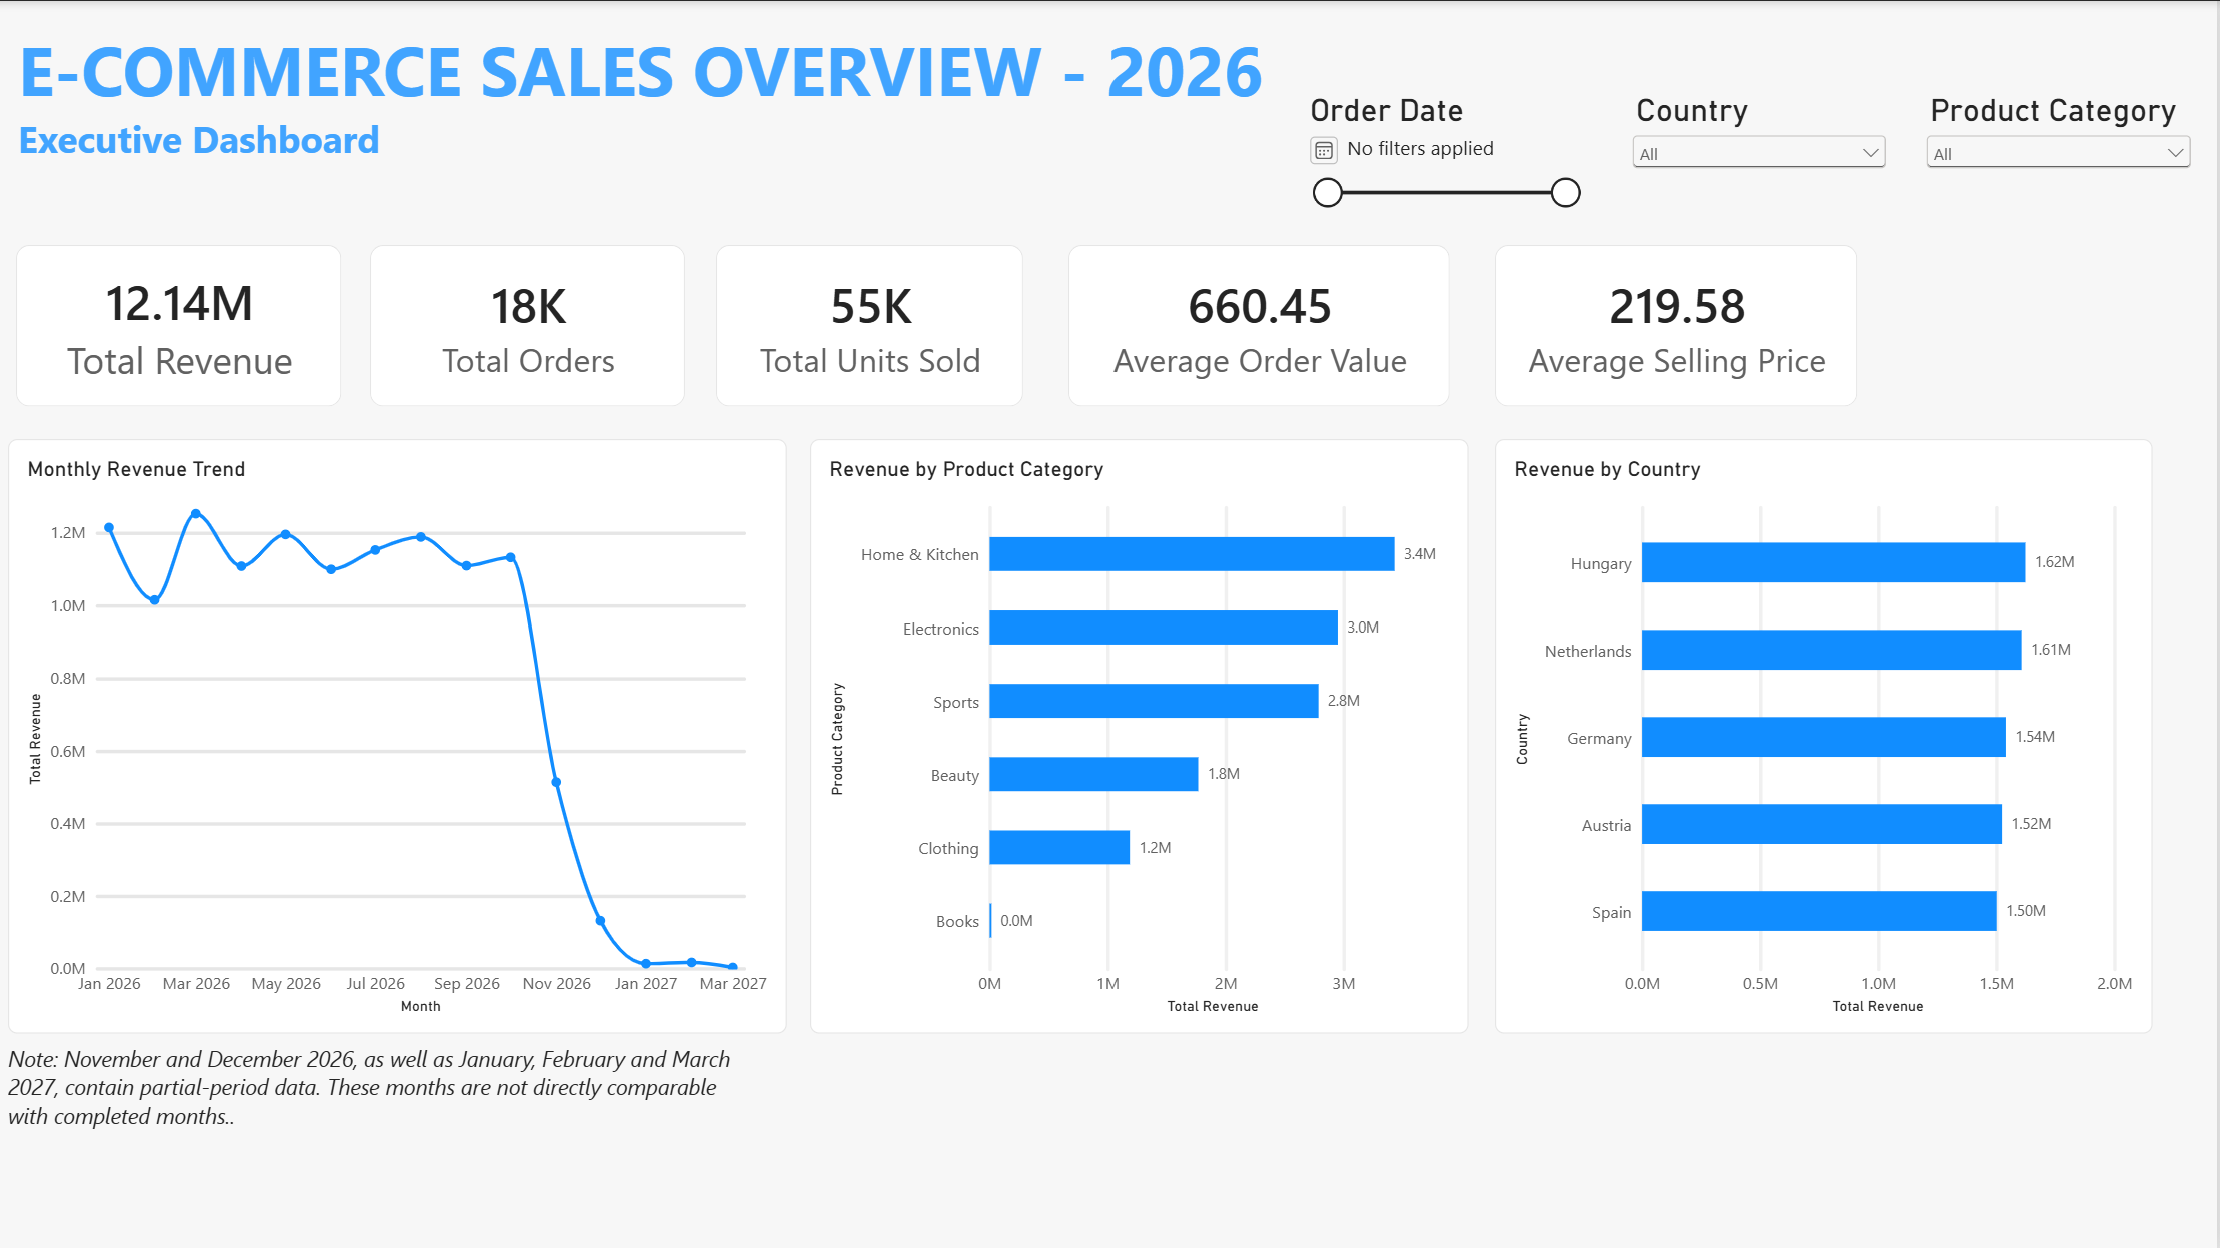 E-COMMERCE SALES OVERVIEW - 2026
Executive Dashboard
Order Date
No filters applied
Country
All
Product Category
All
12.14M
Total Revenue
18K
Total Orders
55K
Total Units Sold
660.45
Average Order Value
219.58
Average Selling Price
Monthly Revenue Trend
Total Revenue
1.2M
1.0M
0.8M
0.6M
0.4M
0.2M
0.0M
Jan 2026
Mar 2026
May 2026
Jul 2026
Sep 2026
Nov 2026
Jan 2027
Mar 2027
Month
Revenue by Product Category
Product Category
Home & Kitchen
3.4M
Electronics
3.0M
Sports
2.8M
Beauty
1.8M
Clothing
1.2M
Books
0.0M
0M
1M
2M
3M
Total Revenue
Revenue by Country
Country
Hungary
1.62M
Netherlands
1.61M
Germany
1.54M
Austria
1.52M
Spain
1.50M
0.0M
0.5M
1.0M
1.5M
2.0M
Total Revenue
Note: November and December 2026, as well as January, February and March
2027, contain partial-period data. These months are not directly comparable
with completed months..